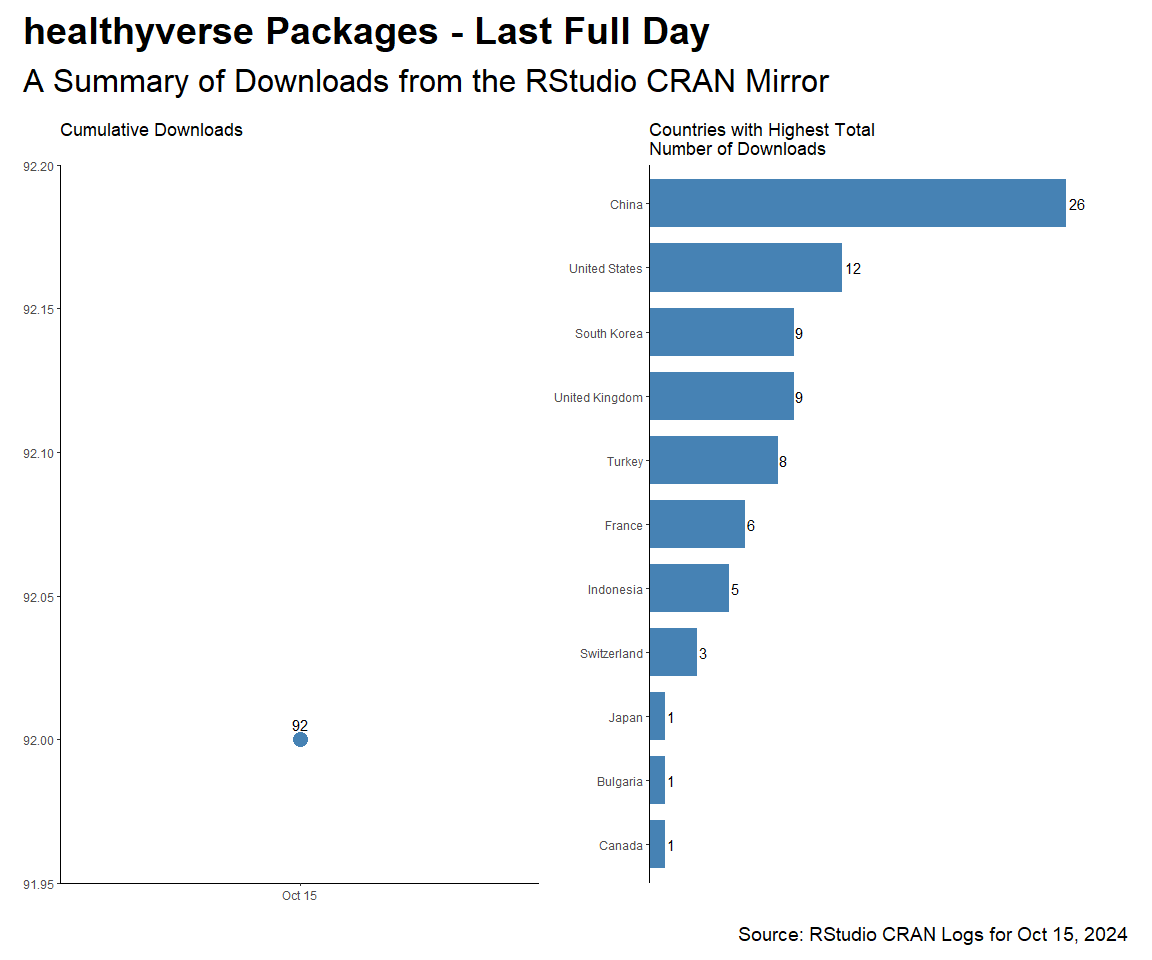 healthyverse Packages - Last Full Day
A Summary of Downloads from the RStudio CRAN Mirror
Cumulative Downloads
92.20
92.15
92.10
92.05
92.00
91.95
92
Oct 15
Countries with Highest Total
Number of Downloads
China 26
United States 12
South Korea 9
United Kingdom 9
Turkey 8
France 6
Indonesia 5
Switzerland 3
Japan 1
Bulgaria 1
Canada 1
Source: RStudio CRAN Logs for Oct 15, 2024